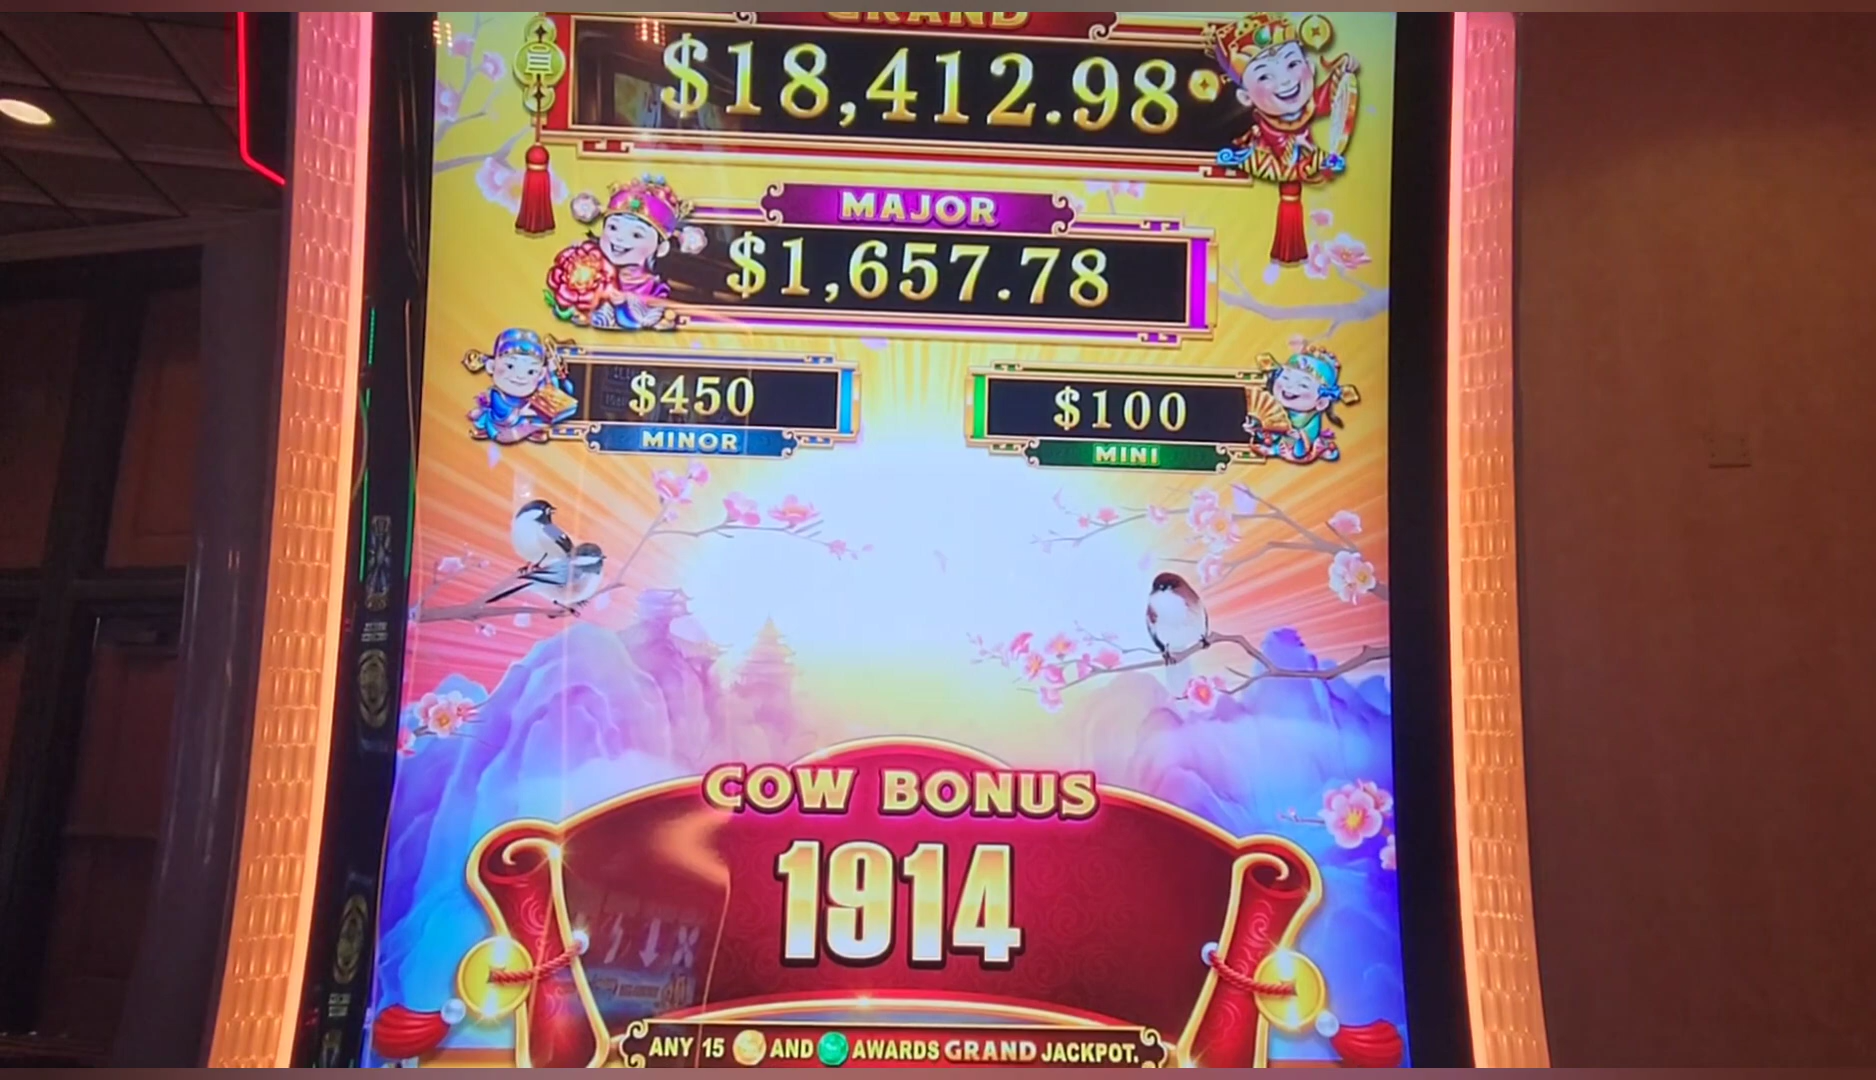 GRAND
$18,412.98
MAJOR
$1,657.78
$450
MINOR
$100
MINI
COW BONUS
1914
ANY 15 AND AWARDS GRAND JACKPOT.